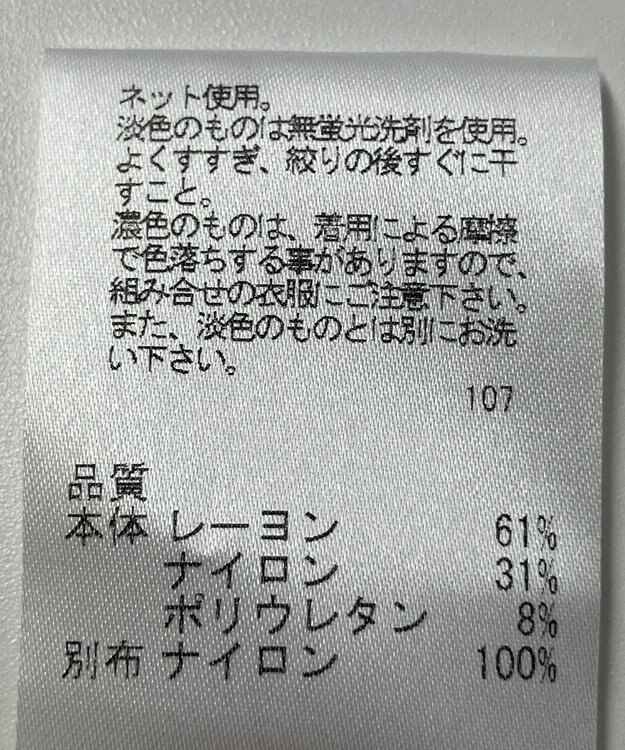 ネット使用。
淡色のものは無蛍光洗剤を使用。
よくすすぎ、絞りの後すぐに干
すこと。
濃色のものは、着用による摩擦
で色落ちする事がありますので、
組み合せの衣服にご注意下さい。
また、淡色のものとは別にお洗
い下さい。
107
品質
本体 レーヨン 61%
ナイロン 31%
ポリウレタン 8%
別布 ナイロン 100%